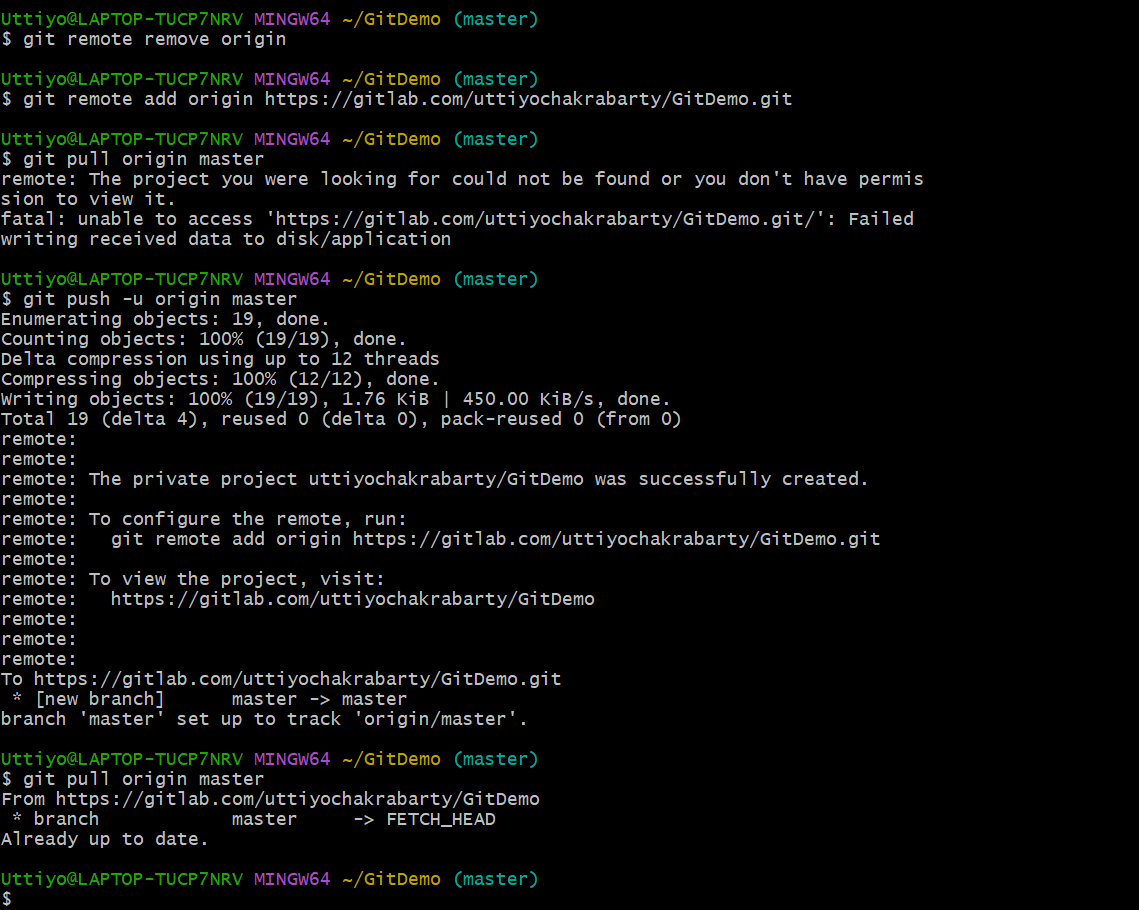 Uttiyo@LAPTOP-TUCP7NRV MINGW64 ~/GitDemo (master)
$ git remote remove origin
Uttiyo@LAPTOP-TUCP7NRV MINGW64 ~/GitDemo (master)
$ git remote add origin https://gitlab.com/uttiyochakrabarty/GitDemo.git
Uttiyo@LAPTOP-TUCP7NRV MINGW64 ~/GitDemo (master)
$ git pull origin master
remote: The project you were looking for could not be found or you don't have permis
sion to view it.
fatal: unable to access 'https://gitlab.com/uttiyochakrabarty/GitDemo.git/': Failed
writing received data to disk/application
Uttiyo@LAPTOP-TUCP7NRV MINGW64 ~/GitDemo (master)
$ git push -u origin master
Enumerating objects: 19, done.
Counting objects: 100% (19/19), done.
Delta compression using up to 12 threads
Compressing objects: 100% (12/12), done.
Writing objects: 100% (19/19), 1.76 KiB | 450.00 KiB/s, done.
Total 19 (delta 4), reused 0 (delta 0), pack-reused 0 (from 0)
remote:
remote:
remote: The private project uttiyochakrabarty/GitDemo was successfully created.
remote:
remote: To configure the remote, run:
remote:   git remote add origin https://gitlab.com/uttiyochakrabarty/GitDemo.git
remote:
remote: To view the project, visit:
remote:   https://gitlab.com/uttiyochakrabarty/GitDemo
remote:
remote:
remote:
To https://gitlab.com/uttiyochakrabarty/GitDemo.git
 * [new branch]      master -> master
branch 'master' set up to track 'origin/master'.
Uttiyo@LAPTOP-TUCP7NRV MINGW64 ~/GitDemo (master)
$ git pull origin master
From https://gitlab.com/uttiyochakrabarty/GitDemo
 * branch            master     -> FETCH_HEAD
Already up to date.
Uttiyo@LAPTOP-TUCP7NRV MINGW64 ~/GitDemo (master)
$